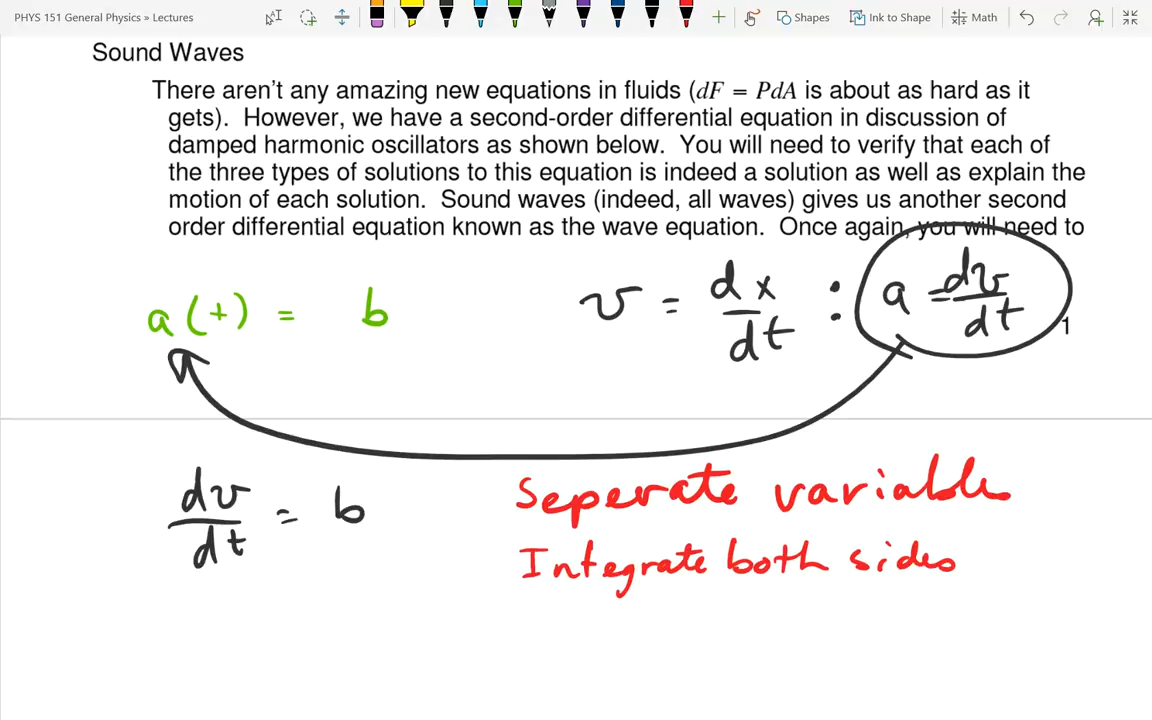 PHYS 151 General Physics » Lectures
Shapes
Ink to Shape
Math
Sound Waves
There aren't any amazing new equations in fluids (dF = PdA is about as hard as it
gets). However, we have a second-order differential equation in discussion of
damped harmonic oscillators as shown below. You will need to verify that each of
the three types of solutions to this equation is indeed a solution as well as explain the
motion of each solution. Sound waves (indeed, all waves) gives us another second
order differential equation known as the wave equation. Once again, you will need to
a(t) = b
v = dx/dt : a = dv/dt
1
dv/dt = b
Seperate variable
Integrate both sides